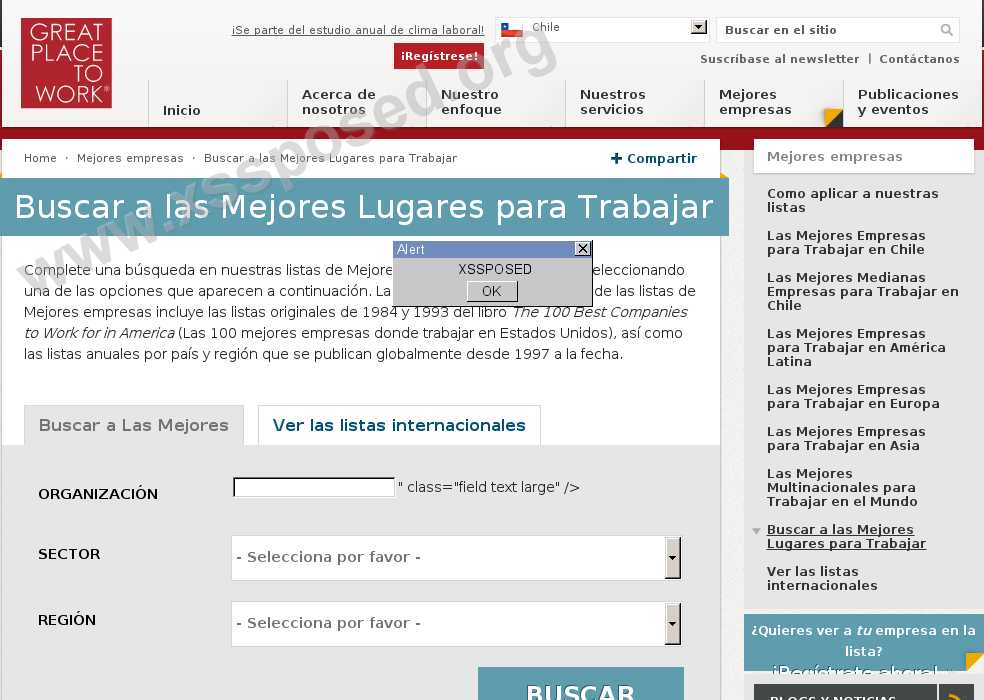 GREAT
PLACE
TO
WORK®
¡Se parte del estudio anual de clima laboral!
¡Regístrese!
Chile
Buscar en el sitio
Suscríbase al newsletter | Contáctanos
Inicio
Acerca de
nosotros
Nuestro
enfoque
Nuestros
servicios
Mejores
empresas
Publicaciones
y eventos
www.xssposed.org
Home · Mejores empresas · Buscar a las Mejores Lugares para Trabajar
+ Compartir
Buscar a las Mejores Lugares para Trabajar
Alert
XSSPOSED
OK
Complete una búsqueda en nuestras listas de Mejore eleccionando
una de las opciones que aparecen a continuación. La de las listas de
Mejores empresas incluye las listas originales de 1984 y 1993 del libro The 100 Best Companies
to Work for in America (Las 100 mejores empresas donde trabajar en Estados Unidos), así como
las listas anuales por país y región que se publican globalmente desde 1997 a la fecha.
Buscar a Las Mejores
Ver las listas internacionales
ORGANIZACIÓN
" class="field text large" />
SECTOR
- Selecciona por favor -
REGIÓN
- Selecciona por favor -
BUSCAR
Mejores empresas
Como aplicar a nuestras
listas
Las Mejores Empresas
para Trabajar en Chile
Las Mejores Medianas
Empresas para Trabajar en
Chile
Las Mejores Empresas
para Trabajar en América
Latina
Las Mejores Empresas
para Trabajar en Europa
Las Mejores Empresas
para Trabajar en Asia
Las Mejores
Multinacionales para
Trabajar en el Mundo
Buscar a las Mejores
Lugares para Trabajar
Ver las listas
internacionales
¿Quieres ver a tu empresa en la
lista?
¡Regístrate ahora!
BLOGS Y NOTICIAS